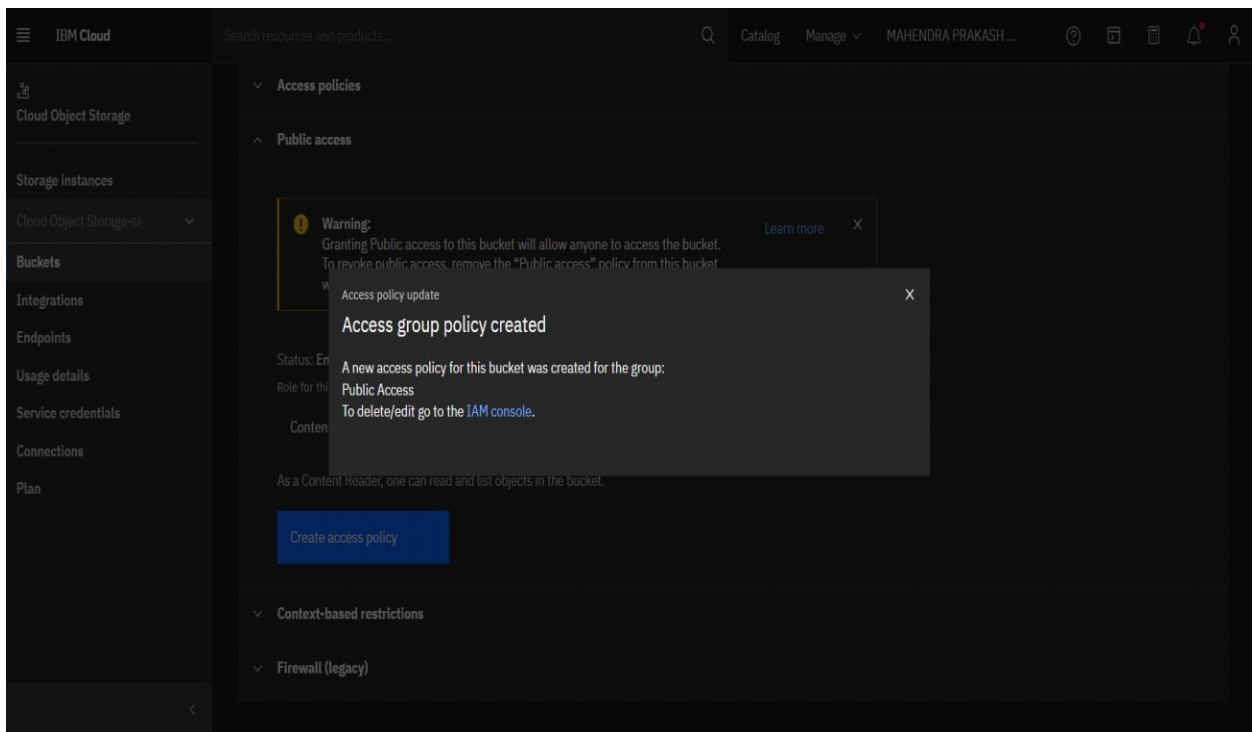 IBM Cloud
Search resources and products...
Catalog
Manage
MAHENDRA PRAKASH ...
Cloud Object Storage
Storage instances
Cloud Object Storage-si
Buckets
Integrations
Endpoints
Usage details
Service credentials
Connections
Plan
Access policies
Public access
Warning:
Learn more
Granting Public access to this bucket will allow anyone to access the bucket.
To revoke public access, remove the "Public access" policy from this bucket
Access policy update
Access group policy created
A new access policy for this bucket was created for the group:
Public Access
To delete/edit go to the IAM console.
Status:
Role for
As a Content Reader, one can read and list objects in the bucket.
Create access policy
Context-based restrictions
Firewall (legacy)